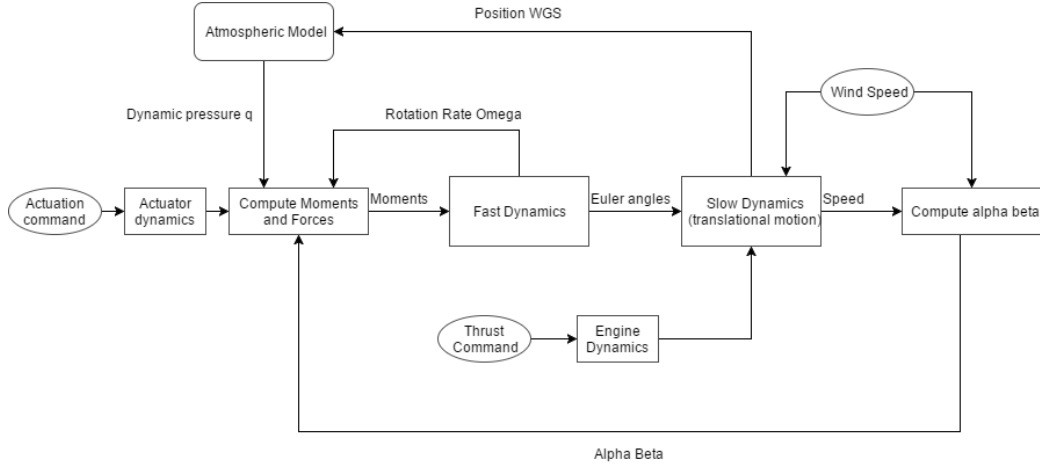 Position WGS
Atmospheric Model
Wind Speed
Dynamic pressure q
Rotation Rate Omega
Actuation
command
Actuator
dynamics
Compute Moments
and Forces
Moments
Fast Dynamics
Euler angles
Slow Dynamics
(translational motion)
Speed
Compute alpha beta
Thrust
Command
Engine
Dynamics
Alpha Beta